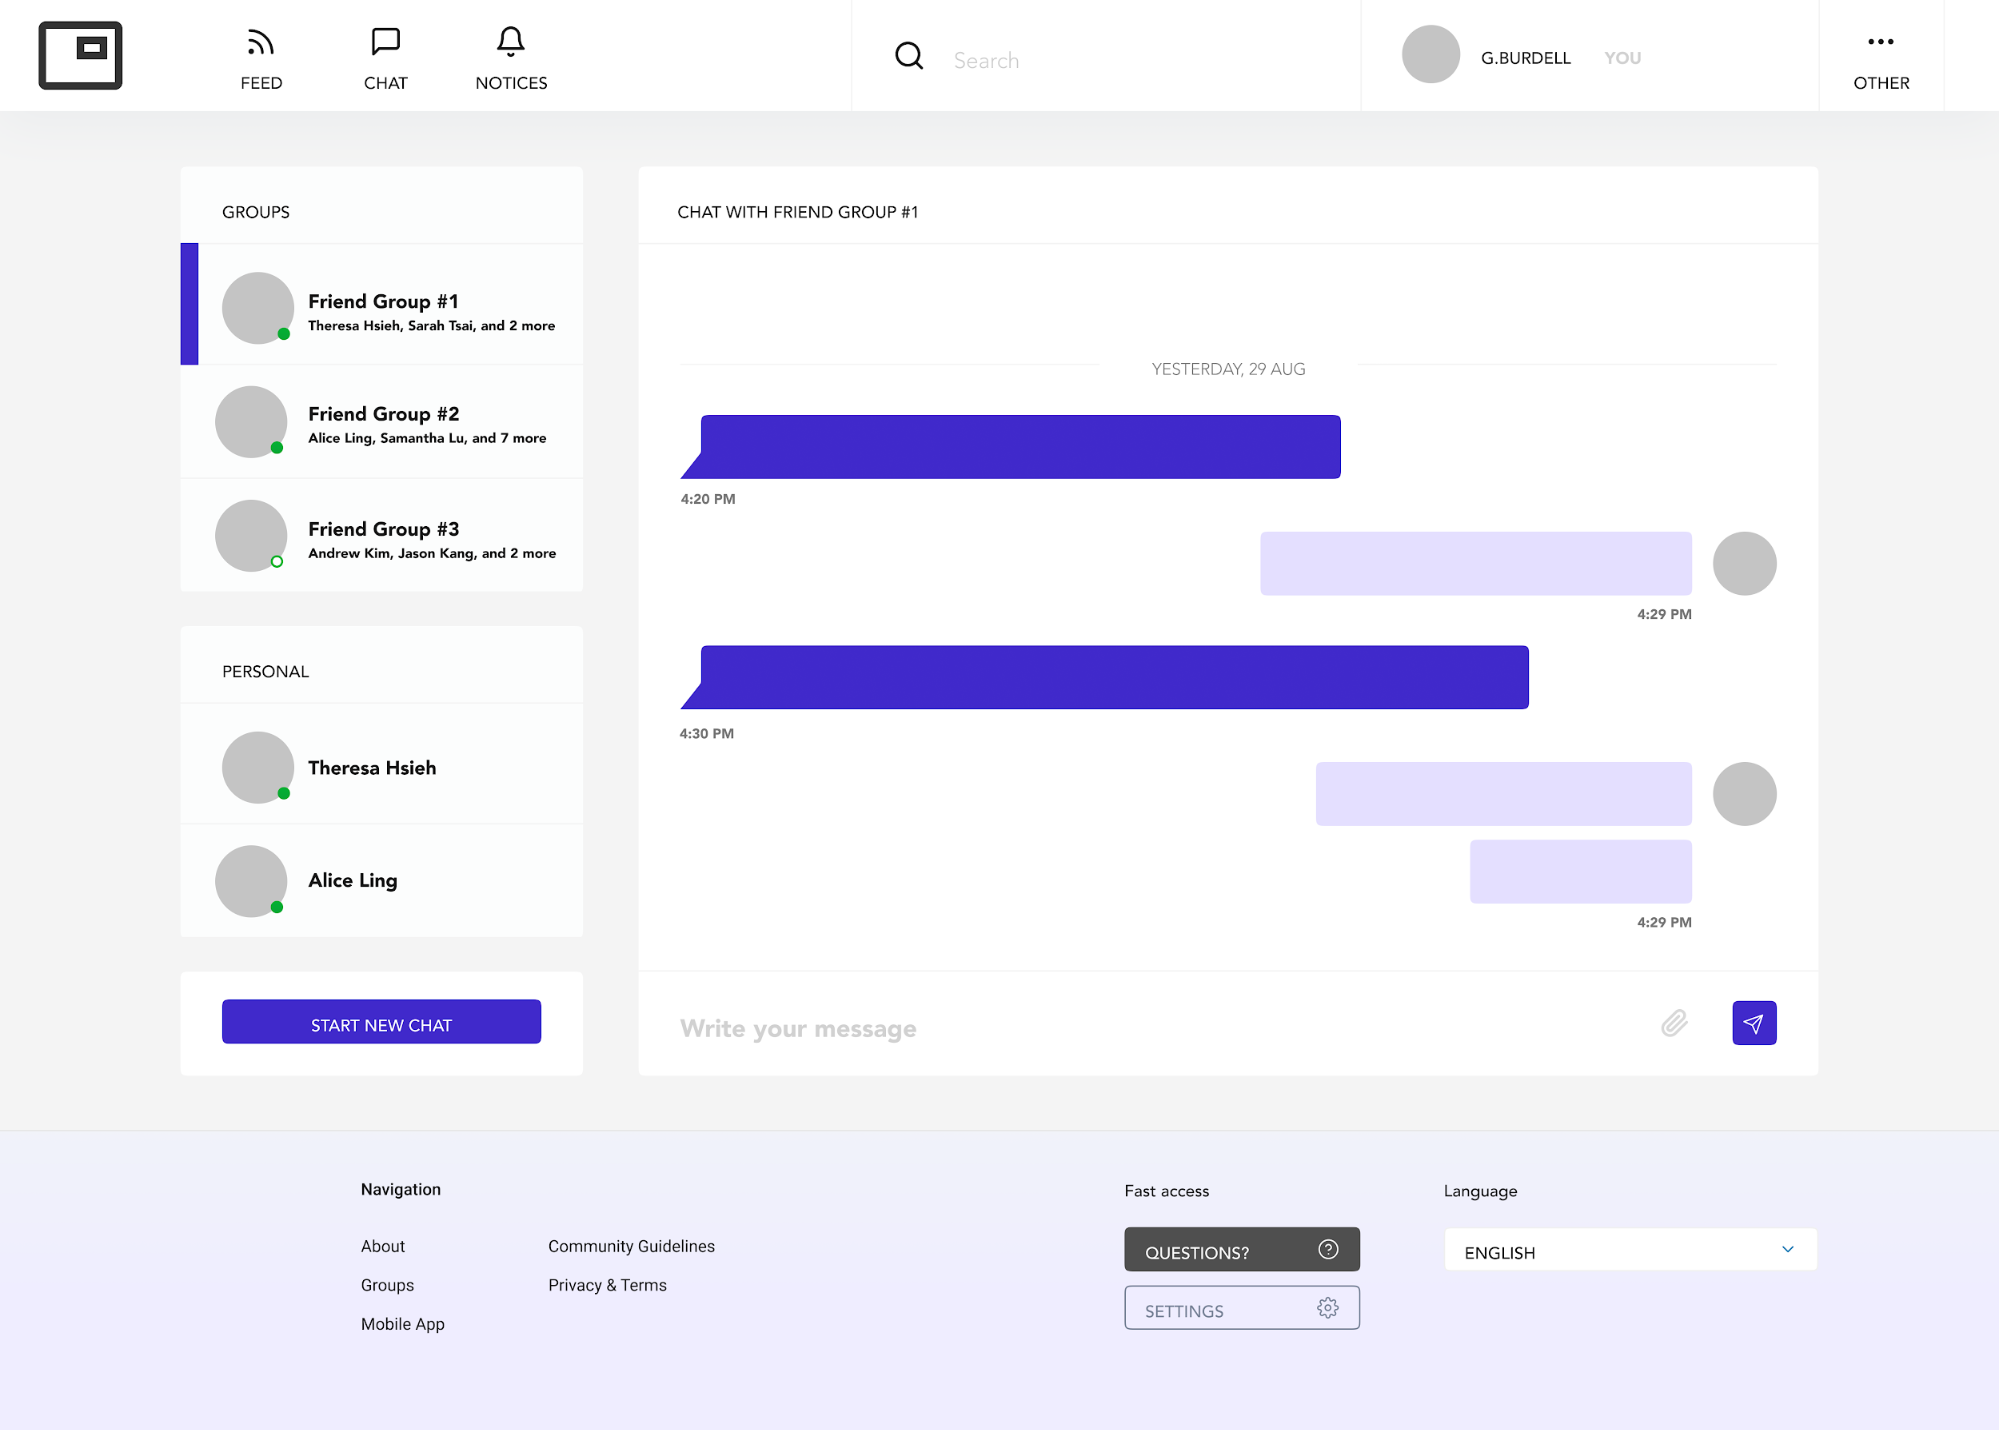 FEED
CHAT
NOTICES
Search
G.BURDELL
YOU
OTHER
GROUPS
Friend Group #1
Theresa Hsieh, Sarah Tsai, and 2 more
Friend Group #2
Alice Ling, Samantha Lu, and 7 more
Friend Group #3
Andrew Kim, Jason Kang, and 2 more
PERSONAL
Theresa Hsieh
Alice Ling
START NEW CHAT
CHAT WITH FRIEND GROUP #1
YESTERDAY, 29 AUG
4:20 PM
4:29 PM
4:30 PM
4:29 PM
Write your message
Navigation
About
Groups
Mobile App
Community Guidelines
Privacy & Terms
Fast access
QUESTIONS?
SETTINGS
Language
ENGLISH